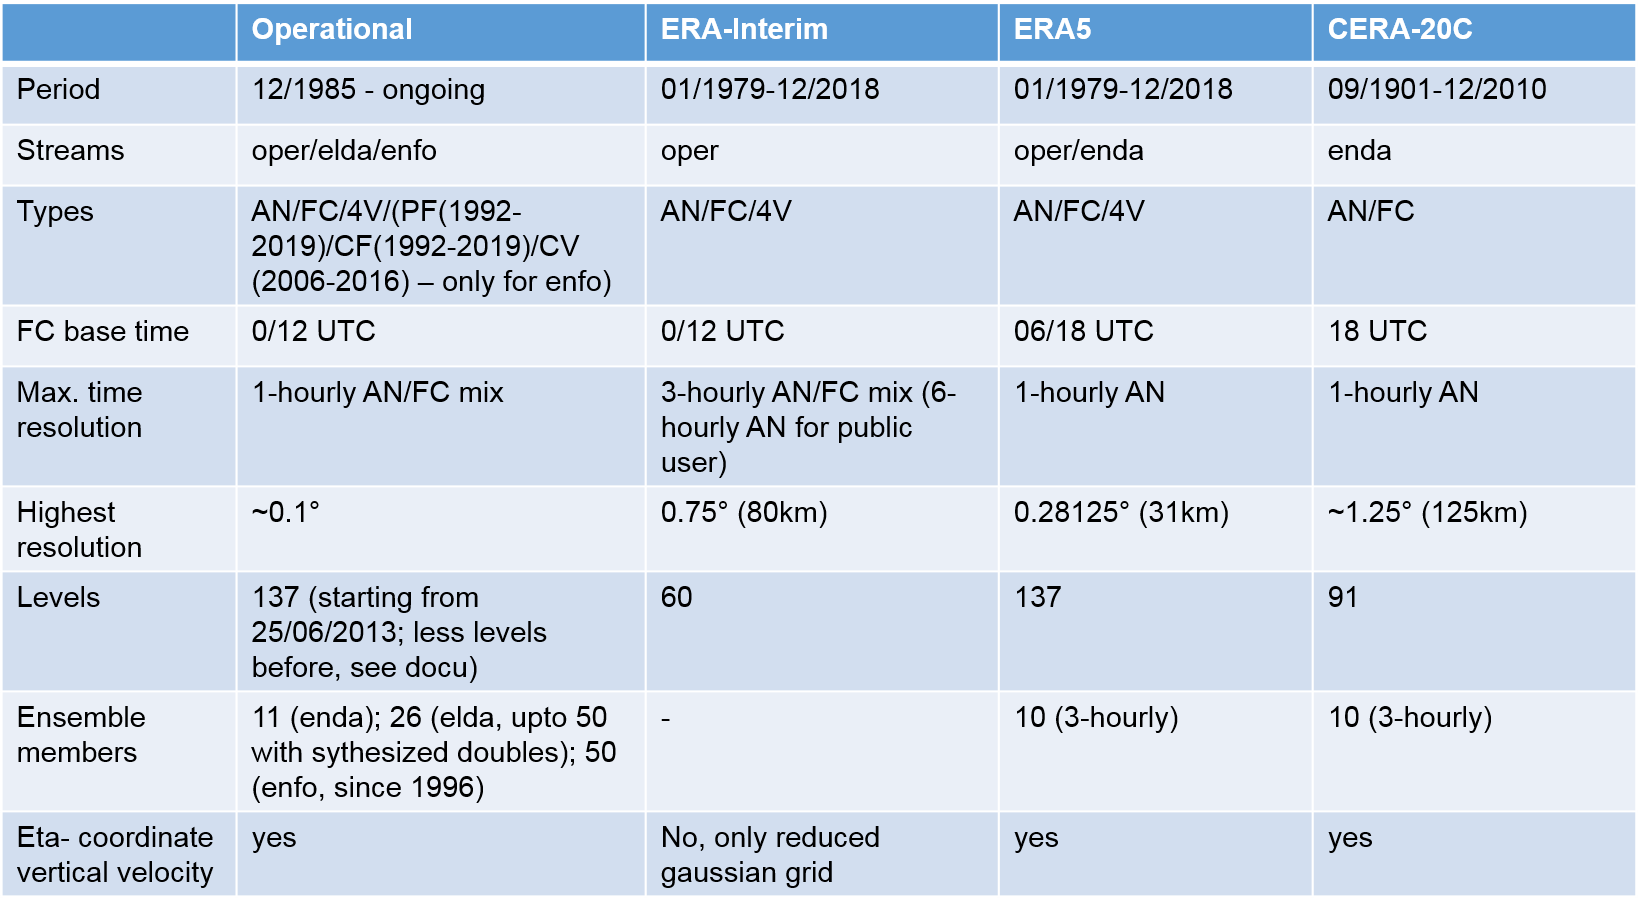 Operational ERA-Interim ERA5 CERA-20C
Period 12/1985 - ongoing 01/1979-12/2018 01/1979-12/2018 09/1901-12/2010
Streams oper/elda/enfo oper oper/enda enda
Types AN/FC/4V/(PF(1992- AN/FC/4V AN/FC/4V AN/FC
2019)/CF(1992-2019)/CV
(2006-2016) – only for enfo)
FC base time 0/12 UTC 0/12 UTC 06/18 UTC 18 UTC
Max. time 1-hourly AN/FC mix 3-hourly AN/FC mix (6- 1-hourly AN 1-hourly AN
resolution hourly AN for public
user)
Highest ~0.1° 0.75° (80km) 0.28125° (31km) ~1.25° (125km)
resolution
Levels 137 (starting from 60 137 91
25/06/2013; less levels
before, see docu)
Ensemble 11 (enda); 26 (elda, upto 50 - 10 (3-hourly) 10 (3-hourly)
members with sythesized doubles); 50
(enfo, since 1996)
Eta- coordinate yes No, only reduced yes yes
vertical velocity gaussian grid